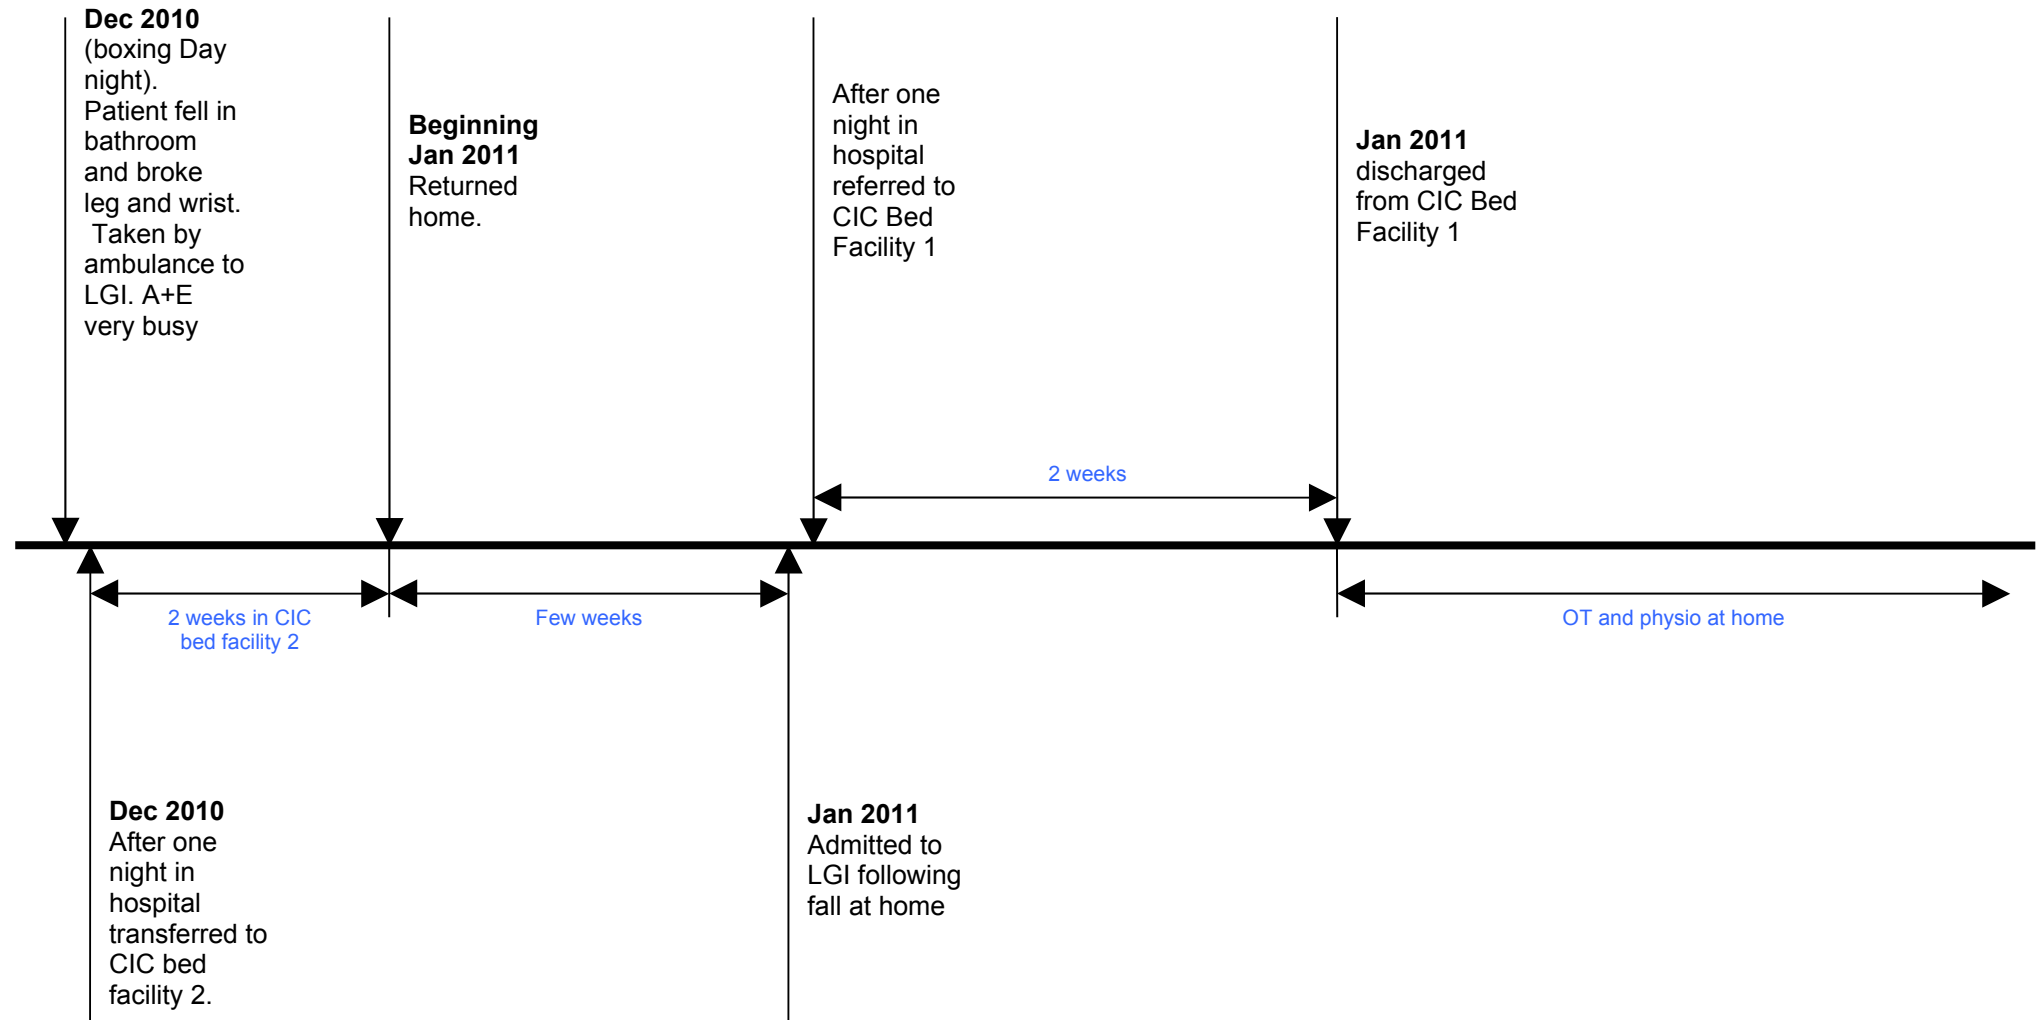 Dec 2010
(boxing Day
night).
Patient fell in
bathroom
and broke
leg and wrist.
Taken by
ambulance to
LGI. A+E
very busy
Beginning
Jan 2011
Returned
home.
After one
night in
hospital
referred to
CIC Bed
Facility 1
Jan 2011
discharged
from CIC Bed
Facility 1
2 weeks
2 weeks in CIC
bed facility 2
Few weeks
OT and physio at home
Dec 2010
After one
night in
hospital
transferred to
CIC bed
facility 2.
Jan 2011
Admitted to
LGI following
fall at home